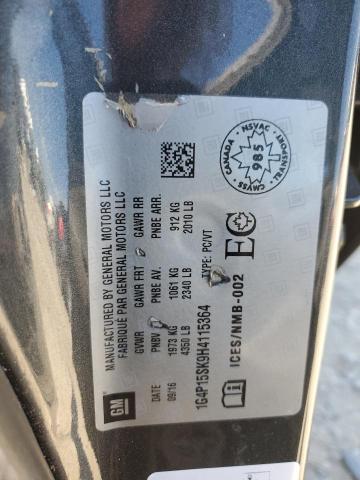 MANUFACTURED BY GENERAL MOTORS LLC
FABRIQUÉ PAR GENERAL MOTORS LLC
GVWR GAWR FRT GAWR RR
DATE PNBV PNBE AV. PNBE ARR.
09/16 1973 KG 1061 KG 912 KG
4350 LB 2340 LB 2010 LB
GM
1G4P15SK9H4115364 TYPE: PC/VT
ICES/NMB-002
CANADA
NSVAC
985
CAWSS
TRANSPORT